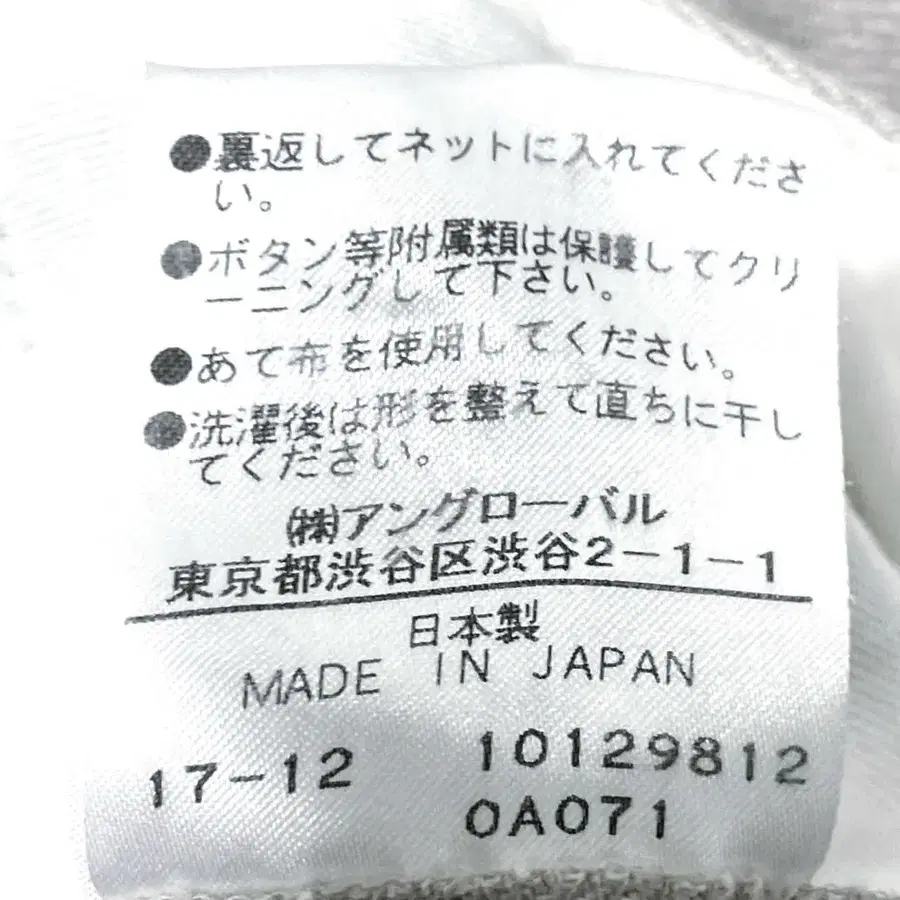 ●裏返してネットに入れてくださ
い。
●ボタン等附属類は保護してクリ
ーニングして下さい。
●あて布を使用してください。
●洗濯後は形を整えて直ちに干し
てください。
㈱アングローバル
東京都渋谷区渋谷2-1-1
日本製
MADE IN JAPAN
17-12 10129812
0A071